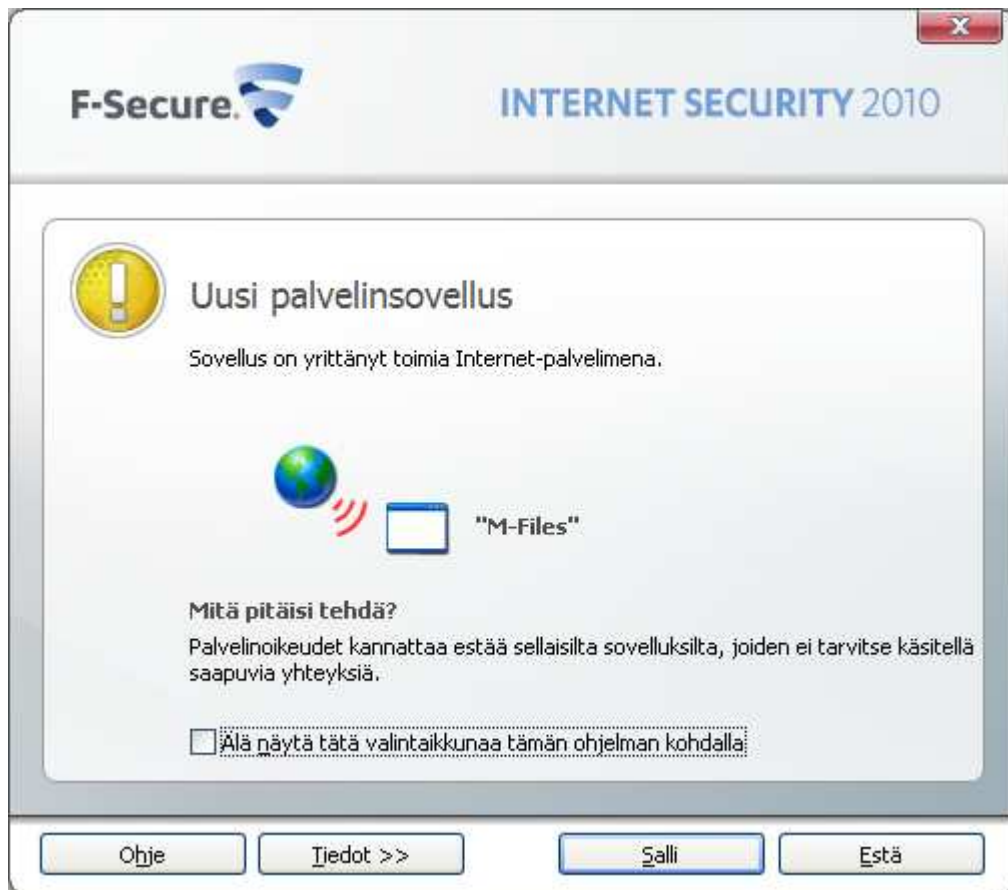 F-Secure.
INTERNET SECURITY 2010
Uusi palvelinsovellus
Sovellus on yrittänyt toimia Internet-palvelimena.
"M-Files"
Mitä pitäisi tehdä?
Palvelinoikeudet kannattaa estää sellaisilta sovelluksilta, joiden ei tarvitse käsitellä
saapuvia yhteyksiä.
Älä näytä tätä valintaikkunaa tämän ohjelman kohdalla
Ohje
Tiedot >>
Salli
Estä